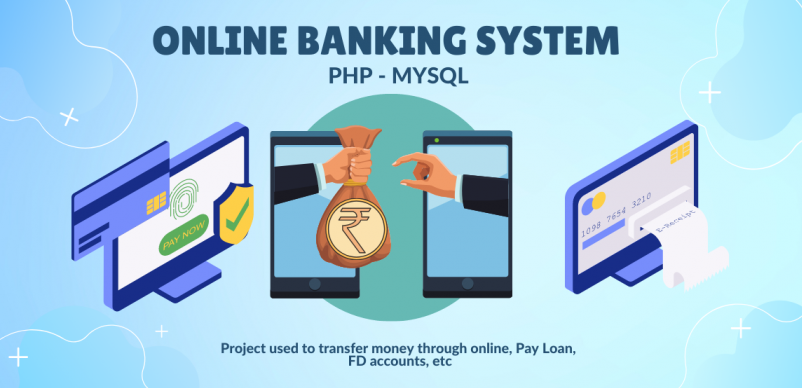 ONLINE BANKING SYSTEM
PHP - MYSQL
PAY NOW
₹
1098 7654 3210
E-Receipt
Project used to transfer money through online, Pay Loan,
FD accounts, etc